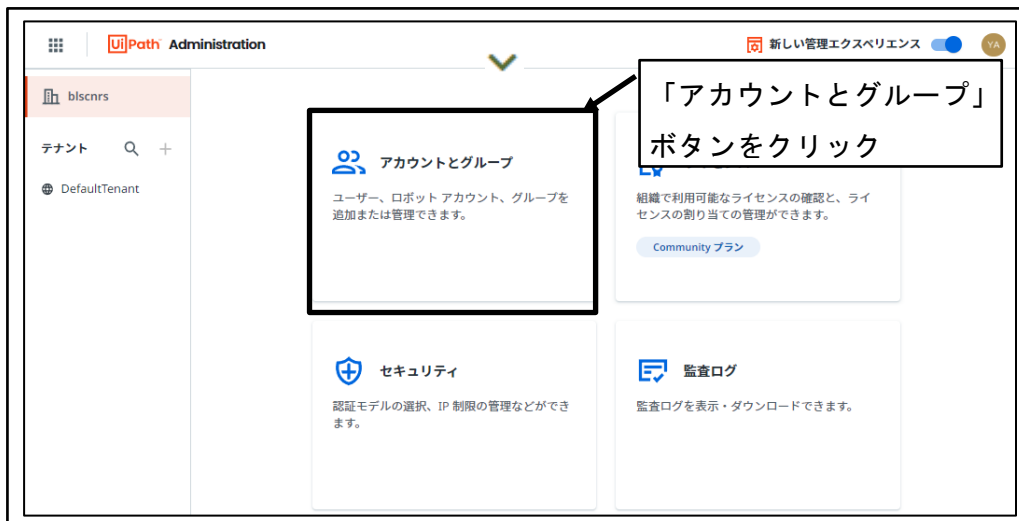 UiPath Administration
新しい管理エクスペリエンス
YA
blscnrs
「アカウントとグループ」
ボタンをクリック
テナント
DefaultTenant
アカウントとグループ
ユーザー、ロボット アカウント、グループを
追加または管理できます。
組織で利用可能なライセンスの確認と、ライ
センスの割り当ての管理ができます。
Community プラン
セキュリティ
認証モデルの選択、IP 制限の管理などができ
ます。
監査ログ
監査ログを表示・ダウンロードできます。